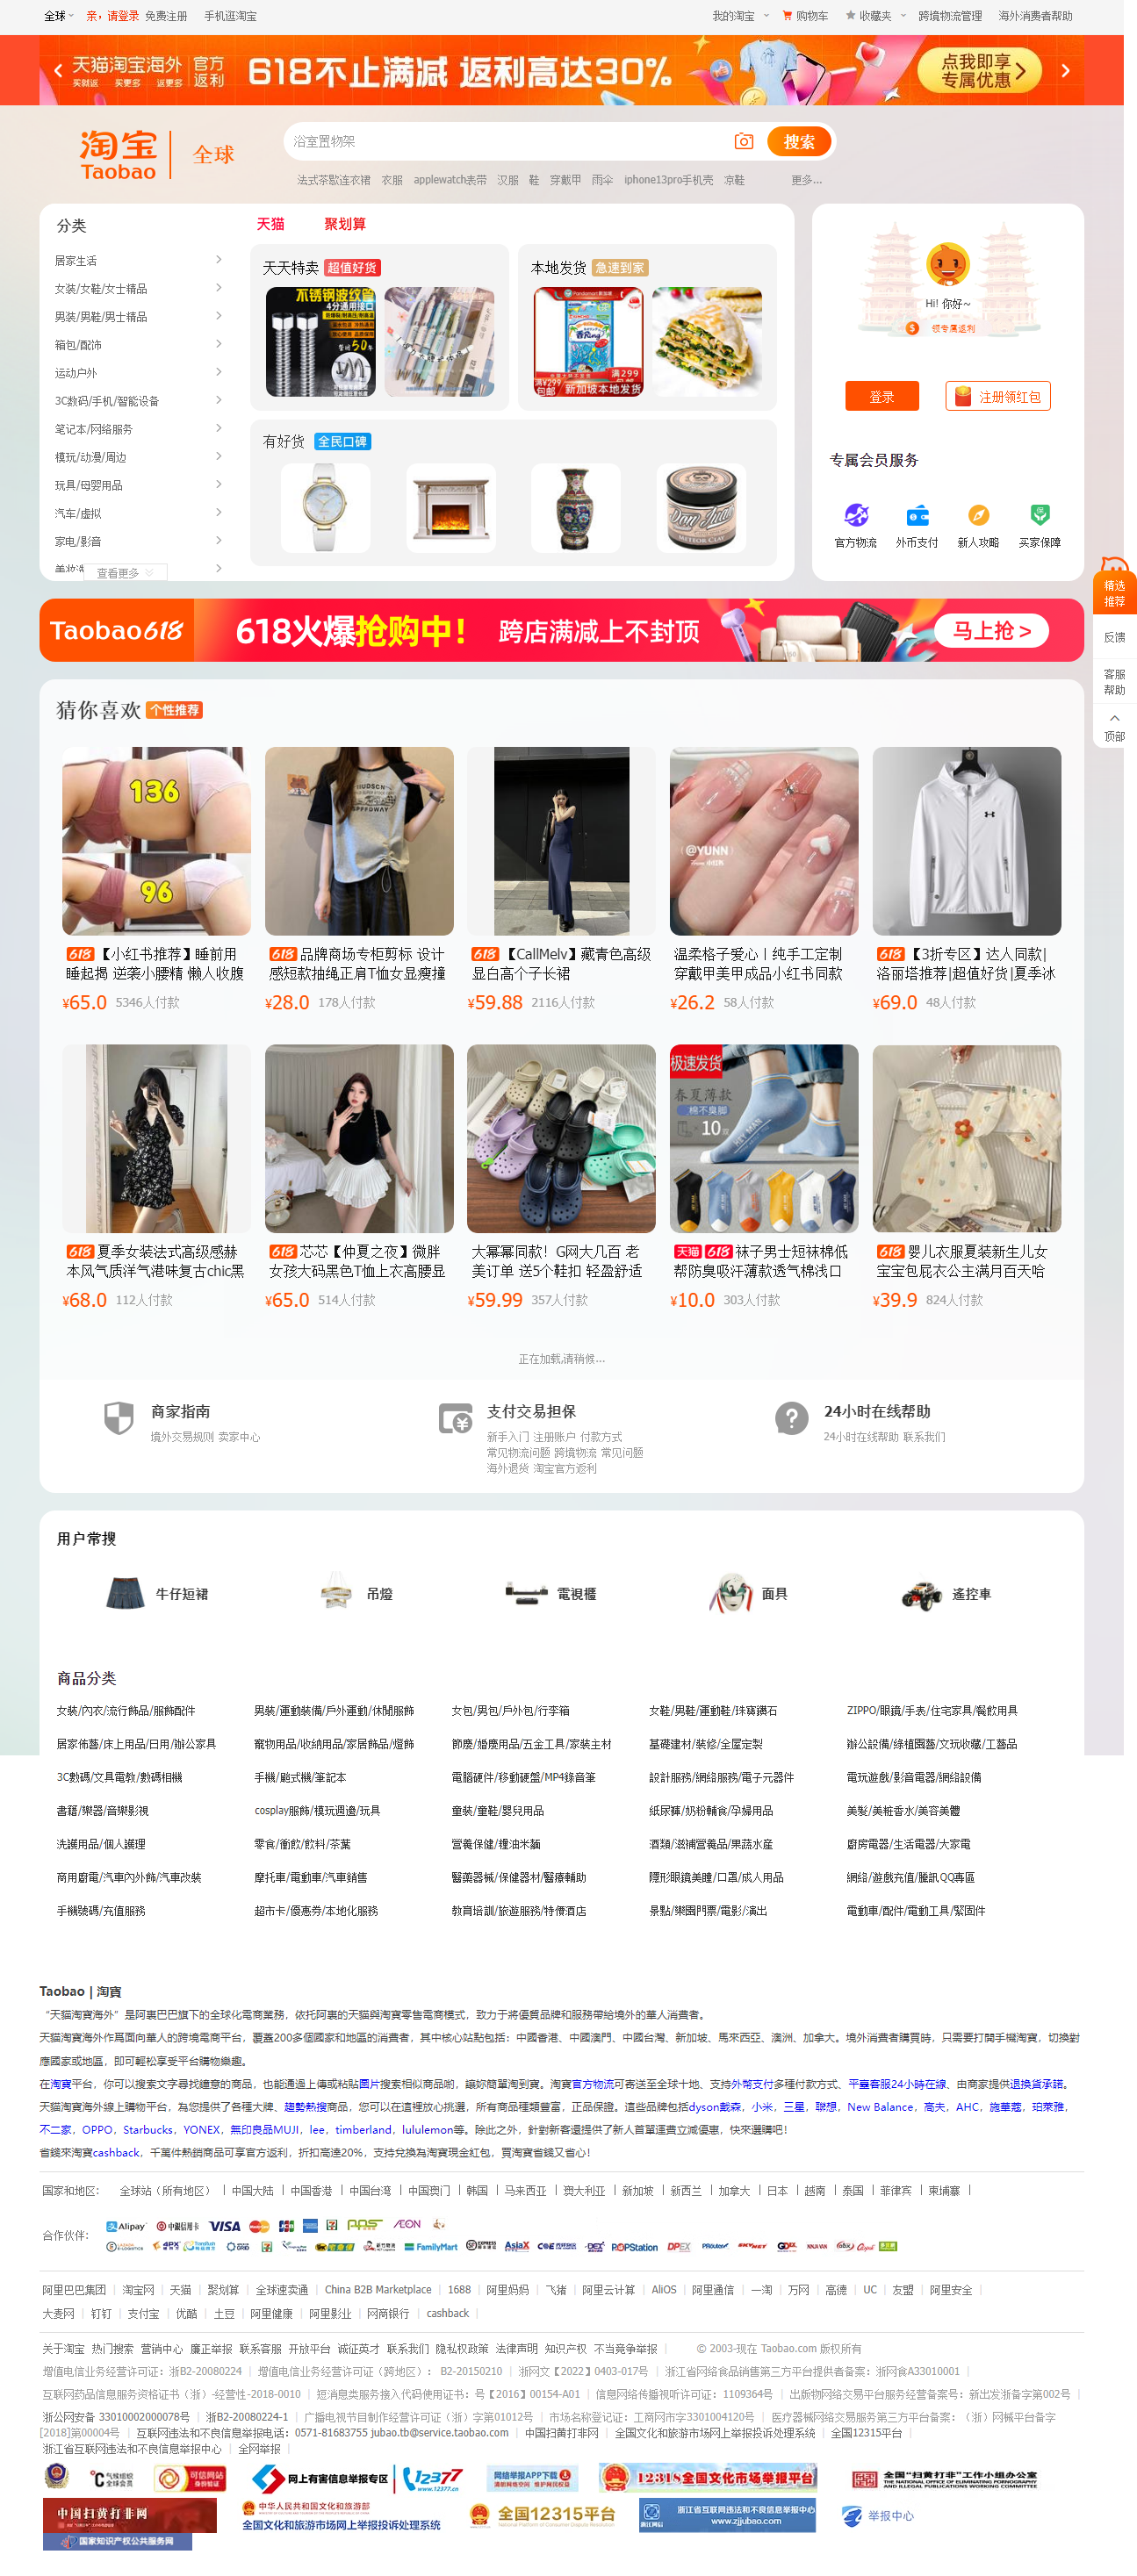 全球 亲，请登录 免费注册 手机逛淘宝 我的淘宝 购物车 收藏夹 跨境物流管理 海外消费者帮助
天猫淘宝海外 官方返利 618不止满减 返利高达30% 点我即享专属优惠
买就返 买更多 返更多
淘宝 Taobao 全球
浴室置物架 搜索
法式茶歇连衣裙 衣服 applewatch表带 汉服 鞋 穿戴甲 雨伞 iphone13pro手机壳 凉鞋 更多...
分类
居家生活
女装/女鞋/女士精品
男装/男鞋/男士精品
箱包/配饰
运动户外
3C数码/手机/智能设备
笔记本/网络服务
模玩/动漫/周边
玩具/母婴用品
汽车/虚拟
家电/影音
查看更多
天猫 聚划算
天天特卖 超值好货
不锈钢波纹管
4分通用接口
本地发货 急速到家
满299包邮 新加坡本地发货
有好货 全民口碑
METEOR CLAY
Hi! 你好~
领专属返利
登录 注册领红包
专属会员服务
官方物流 外币支付 新人攻略 买家保障
精选推荐
反馈
客服帮助
顶部
Taobao618 618火爆抢购中! 跨店满减上不封顶 马上抢 >
猜你喜欢 个性推荐
136
96
@YUNN
618【小红书推荐】睡前用
睡起揭 逆袭小腰精 懒人收腹
¥65.0 5346人付款
618 品牌商场专柜剪标 设计
感短款抽绳正肩T恤女显瘦撞
¥28.0 178人付款
618【CallMelv】藏青色高级
显白高个子长裙
¥59.88 2116人付款
温柔格子爱心丨纯手工定制
穿戴甲美甲成品小红书同款
¥26.2 58人付款
618【3折专区】达人同款|
洛丽塔推荐|超值好货|夏季冰
¥69.0 48人付款
极速发货
春夏薄款
棉不臭脚
10双
618 夏季女装法式高级感赫
本风气质洋气港味复古chic黑
¥68.0 112人付款
618 芯芯【仲夏之夜】微胖
女孩大码黑色T恤上衣高腰显
¥65.0 514人付款
大幂幂同款！G网大几百 老
美订单 送5个鞋扣 轻盈舒适
¥59.99 357人付款
天猫 618 袜子男士短袜棉低
帮防臭吸汗薄款透气棉浅口
¥10.0 303人付款
618 婴儿衣服夏装新生儿女
宝宝包屁衣公主满月百天哈
¥39.9 824人付款
正在加载,请稍候...
商家指南
境外交易规则 卖家中心
支付交易担保
新手入门 注册账户 付款方式
常见物流问题 跨境物流 常见问题
海外退货 淘宝官方返利
24小时在线帮助
24小时在线帮助 联系我们
用户常搜
牛仔短裙 吊燈 電視櫃 面具 遙控車
商品分类
女裝/內衣/流行飾品/服飾配件 男裝/運動裝備/戶外運動/休閒服飾 女包/男包/戶外包/行李箱 女鞋/男鞋/運動鞋/珠寶鑽石 ZIPPO/眼鏡/手表/住宅家具/餐飲用具
居家佈藝/床上用品/日用/辦公家具 寵物用品/收納用品/家居飾品/燈飾 節慶/婚慶用品/五金工具/家裝主材 基礎建材/裝修/全屋定製 辦公設備/綠植園藝/文玩收藏/工藝品
3C數碼/文具電教/數碼相機 手機/颱式機/筆記本 電腦硬件/移動硬盤/MP4錄音筆 設計服務/網絡服務/電子元器件 電玩遊戲/影音電器/網絡設備
書籍/樂器/音樂影視 cosplay服飾/模玩週邊/玩具 童裝/童鞋/嬰兒用品 紙尿褲/奶粉輔食/孕婦用品 美髮/美粧香水/美容美體
洗護用品/個人護理 零食/衝飲/飲料/茶葉 營養保健/糧油米麵 酒類/滋補營養品/果蔬水産 廚房電器/生活電器/大家電
商用廚電/汽車內外飾/汽車改裝 摩托車/電動車/汽車銷售 醫藥器械/保健器材/醫療輔助 隱形眼鏡美瞳/口罩/成人用品 網絡/遊戲充值/騰訊QQ專區
手機號碼/充值服務 超市卡/優惠劵/本地化服務 教育培訓/旅遊服務/特價酒店 景點/樂園門票/電影/演出 電動車/配件/電動工具/緊固件
Taobao | 淘寶
“天貓淘寶海外”是阿裏巴巴旗下的全球化電商業務，依托阿裏的天貓與淘寶零售電商模式，致力于將優質品牌和服務帶給境外的華人消費者。
天貓淘寶海外作爲面向華人的跨境電商平台，覆蓋200多個國家和地區的消費者，其中核心站點包括：中國香港、中國澳門、中國台灣、新加坡、馬來西亞、澳洲、加拿大。境外消費者購買時，只需要打開手機淘寶，切換對
應國家或地區，即可輕松享受平台購物樂趣。
在淘寶平台，你可以搜索文字尋找鐘意的商品，也能通過上傳或粘貼圖片搜索相似商品喲，讓妳簡單淘到寶。淘寶官方物流可寄送至全球十地、支持外幣支付多種付款方式、平臺客服24小時在線、由商家提供退換貨承諾。
天貓淘寶海外線上購物平台，為您提供了各種大牌、趨勢熱搜商品，您可以在這裡放心挑選，所有商品種類豐富，正品保證。這些品牌包括dyson戴森，小米，三星，聯想，New Balance，高夫，AHC，施華蔻，珀萊雅，
不二家，OPPO，Starbucks，YONEX，無印良品MUJI，lee，timberland，lululemon等。除此之外，針對新客還提供了新人首單運費立減優惠，快來選購吧！
省錢來淘寶cashback，千萬件熱銷商品可享官方返利，折扣高達20%，支持兌換為淘寶現金紅包，買淘寶省錢又省心！
国家和地区： 全球站（所有地区） | 中国大陆 | 中国香港 | 中国台湾 | 中国澳门 | 韩国 | 马来西亚 | 澳大利亚 | 新加坡 | 新西兰 | 加拿大 | 日本 | 越南 | 泰国 | 菲律宾 | 柬埔寨 |
合作伙伴： Alipay VISA AEON
FamilyMart AsiaX POPStation DPEX
阿里巴巴集团 | 淘宝网 | 天猫 | 聚划算 | 全球速卖通 | China B2B Marketplace | 1688 | 阿里妈妈 | 飞猪 | 阿里云计算 | AliOS | 阿里通信 | 一淘 | 万网 | 高德 | UC | 友盟 | 阿里安全 |
大麦网 | 钉钉 | 支付宝 | 优酷 | 土豆 | 阿里健康 | 阿里影业 | 网商银行 | cashback |
关于淘宝 热门搜索 营销中心 廉正举报 联系客服 开放平台 诚征英才 联系我们 隐私权政策 法律声明 知识产权 不当竞争举报 | © 2003-现在 Taobao.com 版权所有
增值电信业务经营许可证：浙B2-20080224 | 增值电信业务经营许可证（跨地区）： B2-20150210 | 浙网文【2022】0403-017号 | 浙江省网络食品销售第三方平台提供者备案：浙网食A33010001 |
互联网药品信息服务资格证书（浙）-经营性-2018-0010 | 短消息类服务接入代码使用证书：号【2016】00154-A01 | 信息网络传播视听许可证：1109364号 | 出版物网络交易平台服务经营备案号：新出发浙备字第002号 |
浙公网安备 33010002000078号 | 浙B2-20080224-1 | 广播电视节目制作经营许可证（浙）字第01012号 | 市场名称登记证：工商网市字3301004120号 | 医疗器械网络交易服务第三方平台备案：（浙）网械平台备字
[2018]第00004号 | 互联网违法和不良信息举报电话：0571-81683755 jubao.tb@service.taobao.com | 中国扫黄打非网 | 全国文化和旅游市场网上举报投诉处理系统 | 全国12315平台 |
浙江省互联网违法和不良信息举报中心 | 全网举报 |
气候组织 全球会员 可信网站 身份验证 网上有害信息举报专区 12377 网络举报APP下载 12318全国文化市场举报平台 全国“扫黄打非”工作小组办公室
中国扫黄打非网 中华人民共和国文化和旅游部 全国文化和旅游市场网上举报投诉处理系统 全国12315平台 浙江省互联网违法和不良信息举报中心 www.zjjubao.com 举报中心
国家知识产权公共服务网